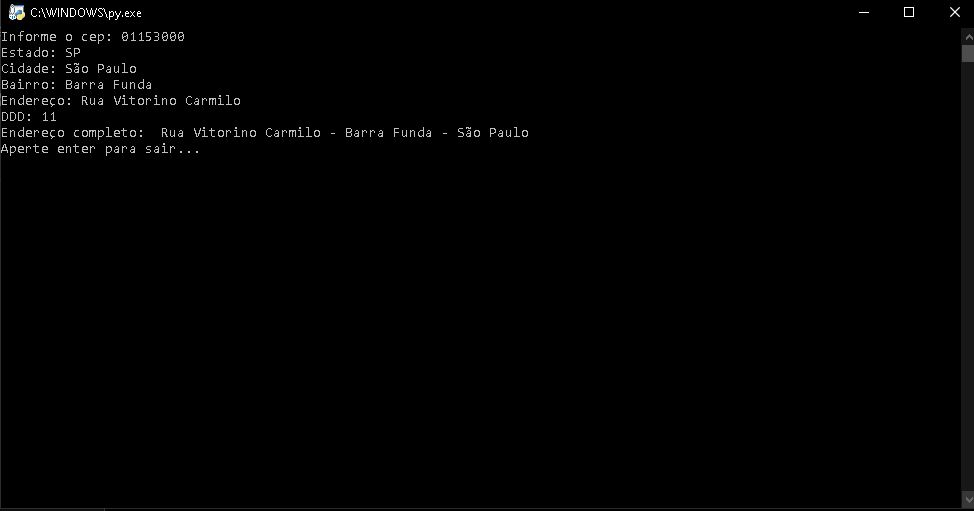 C:\WINDOWS\py.exe
Informe o cep: 01153000
Estado: SP
Cidade: São Paulo
Bairro: Barra Funda
Endereço: Rua Vitorino Carmilo
DDD: 11
Endereço completo:  Rua Vitorino Carmilo - Barra Funda - São Paulo
Aperte enter para sair...